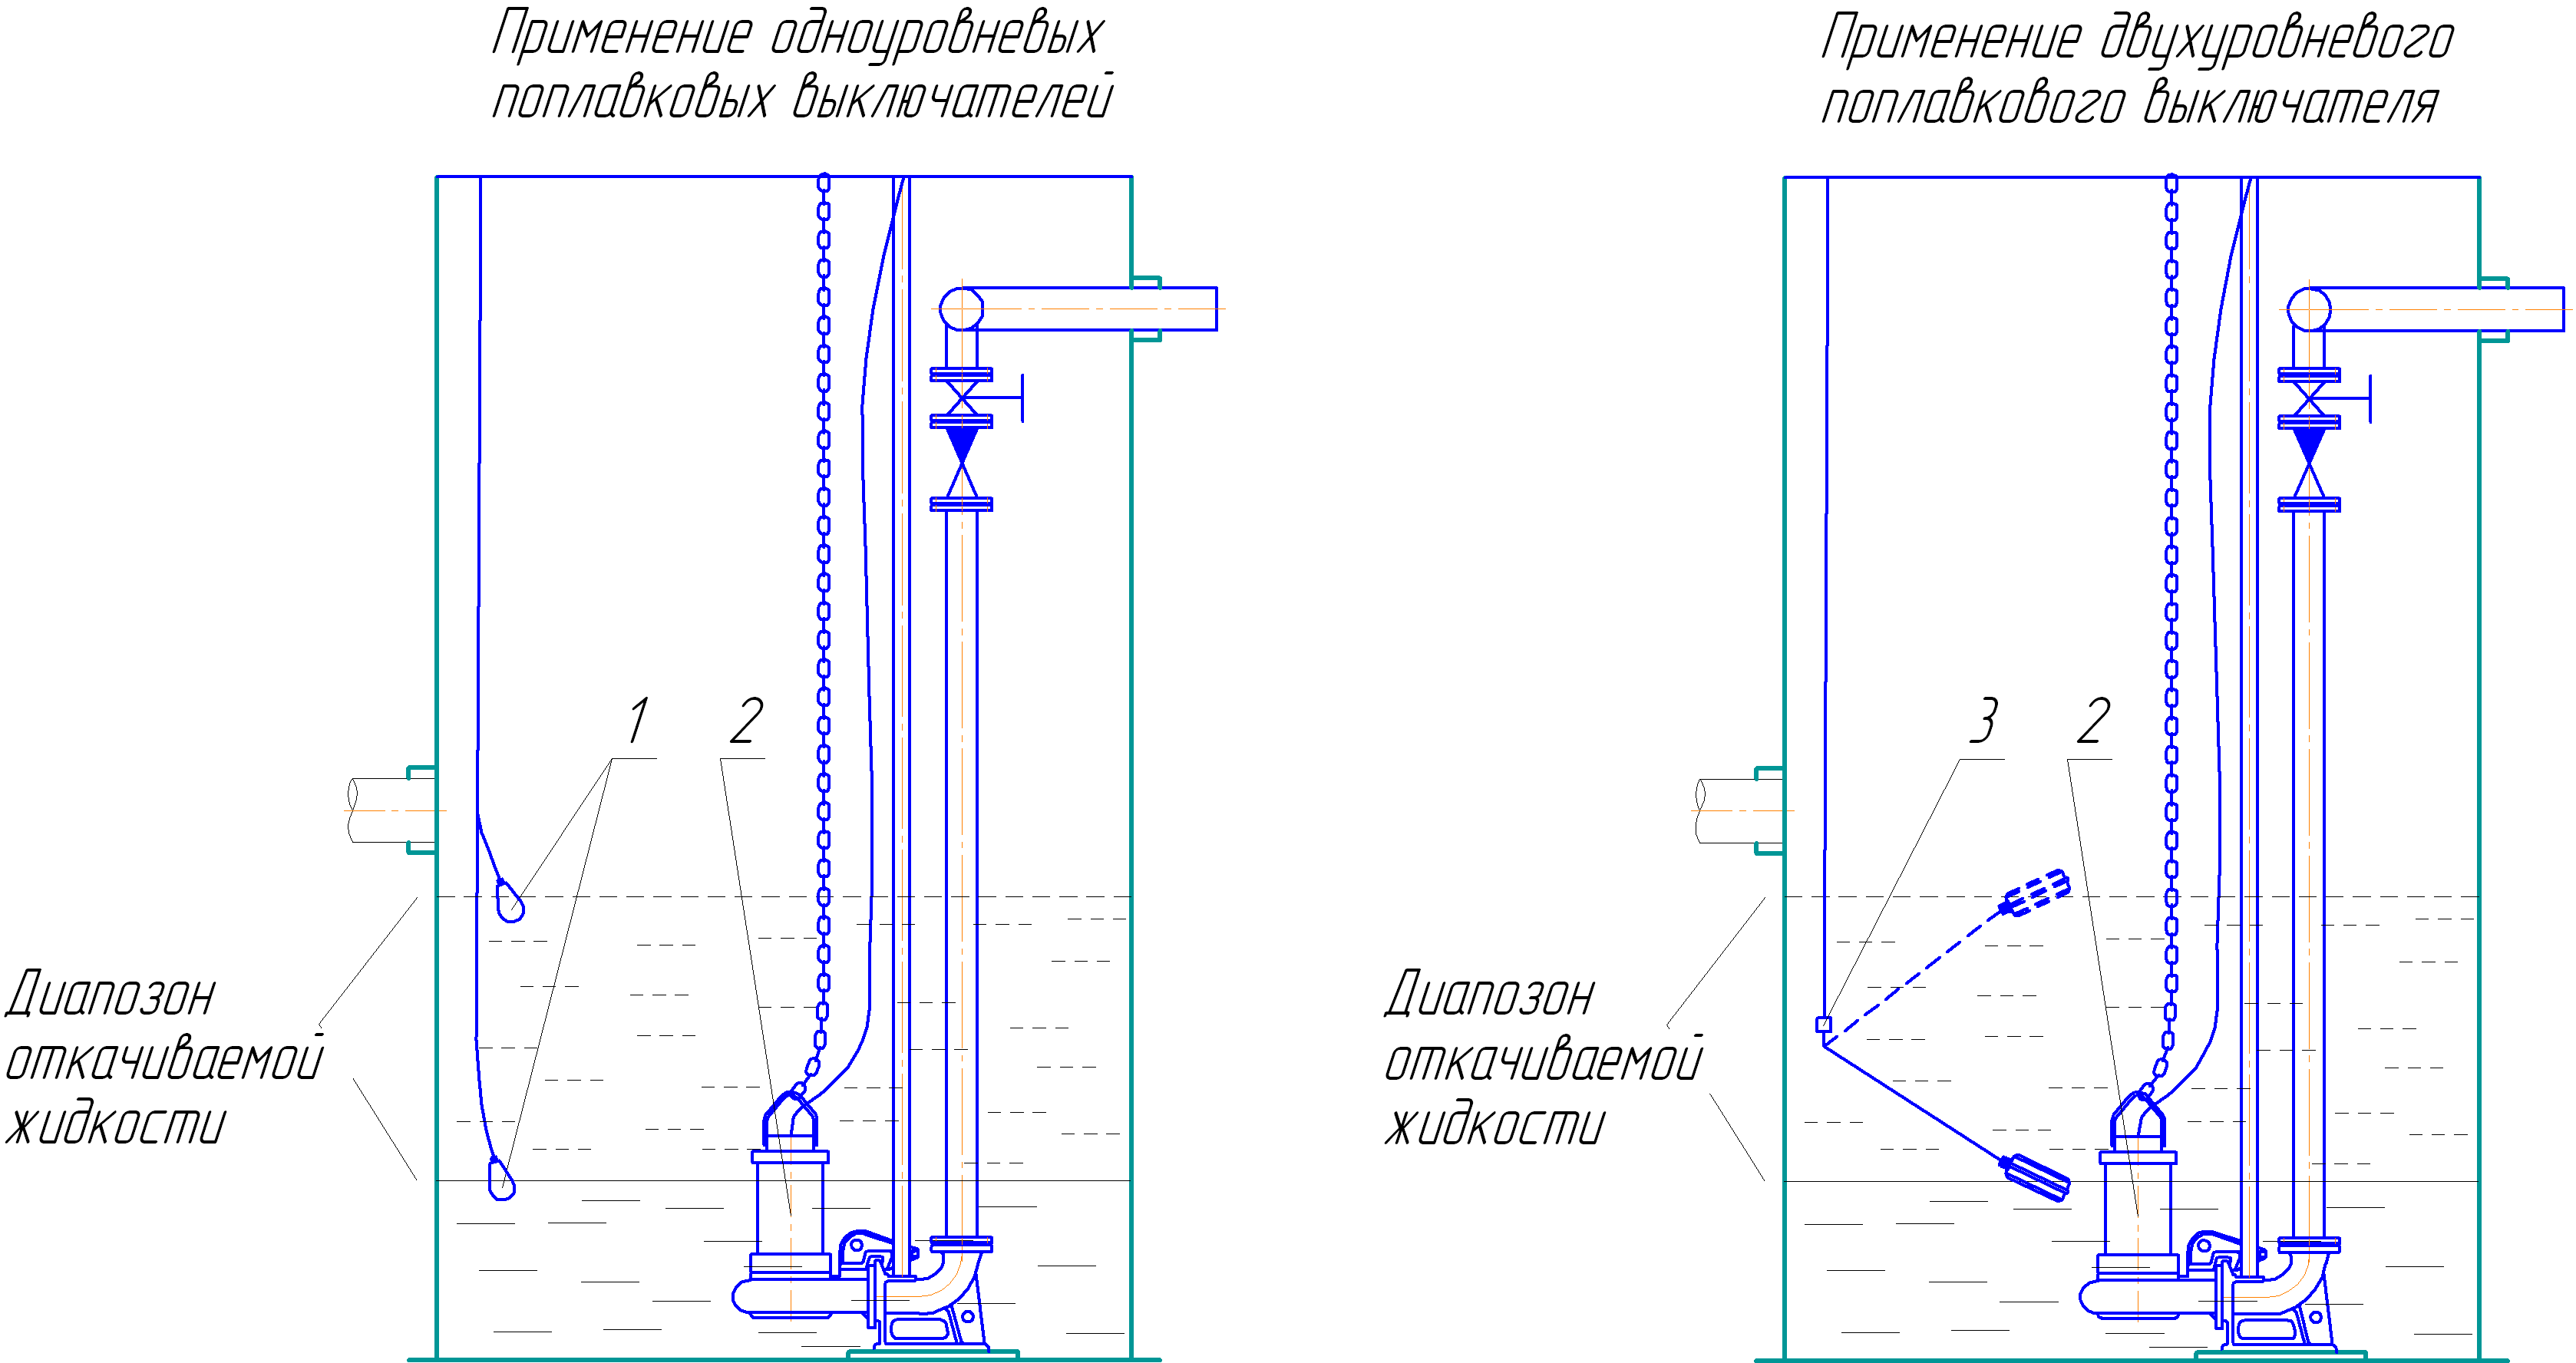 Применение одноуровневых
поплавковых выключателей
1
2
Диапозон
откачиваемой
жидкости
Применение двухуровневого
поплавкового выключателя
3
2
Диапозон
откачиваемой
жидкости